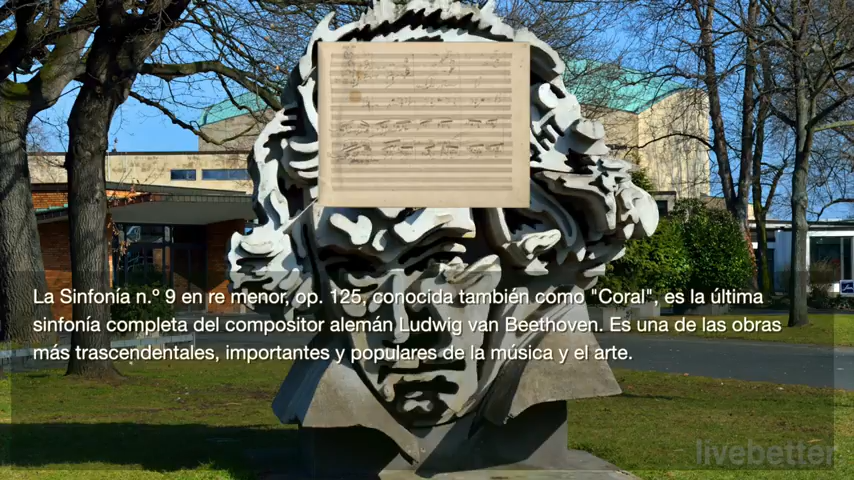 La Sinfonía n.º 9 en re menor, op. 125, conocida también como "Coral", es la última
sinfonía completa del compositor alemán Ludwig van Beethoven. Es una de las obras
más trascendentales, importantes y populares de la música y el arte.
livebetter